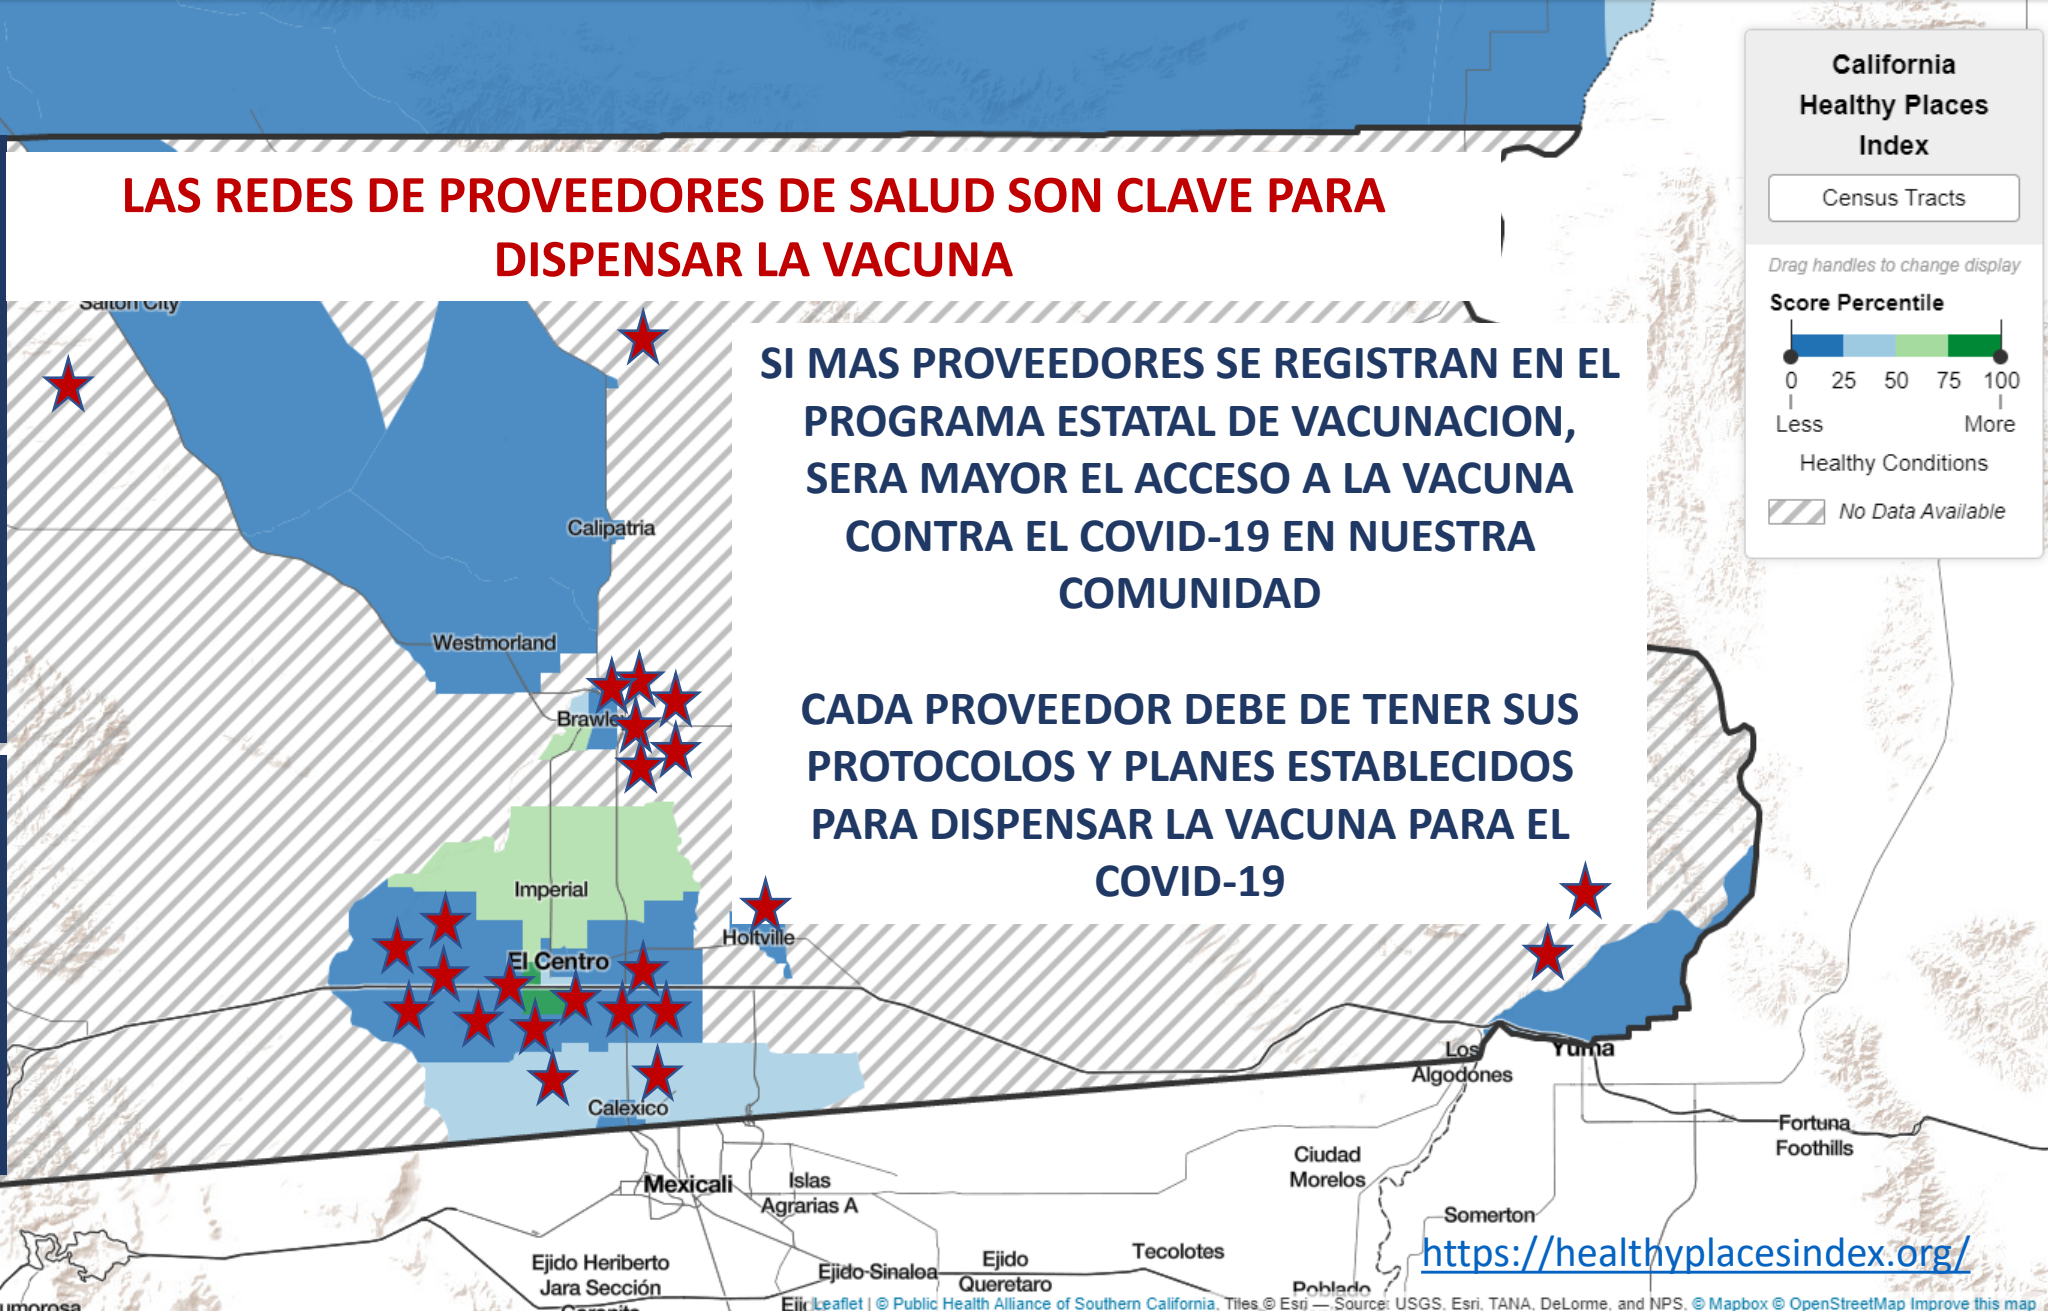 LAS REDES DE PROVEEDORES DE SALUD SON CLAVE PARA
DISPENSAR LA VACUNA
SI MAS PROVEEDORES SE REGISTRAN EN EL
PROGRAMA ESTATAL DE VACUNACION,
SERA MAYOR EL ACCESO A LA VACUNA
CONTRA EL COVID-19 EN NUESTRA
COMUNIDAD
CADA PROVEEDOR DEBE DE TENER SUS
PROTOCOLOS Y PLANES ESTABLECIDOS
PARA DISPENSAR LA VACUNA PARA EL
COVID-19
California
Healthy Places
Index
Census Tracts
Drag handles to change display
Score Percentile
0 25 50 75 100
Less More
Healthy Conditions
No Data Available
Salton City
Calipatria
Westmorland
Brawle
Imperial
El Centro
Holtville
Calexico
Los
Algodones
Yuma
Fortuna
Foothills
Mexicali
Islas
Agrarias A
Ciudad
Morelos
Somerton
Ejido Heriberto
Jara Sección
Ejido Sinaloa
Ejido
Queretaro
Tecolotes
Poblado
umorosa
https://healthyplacesindex.org/
Leaflet | © Public Health Alliance of Southern California, Tiles © Esri — Source: USGS, Esri, TANA, DeLorme, and NPS, © Mapbox © OpenStreetMap Improve this map